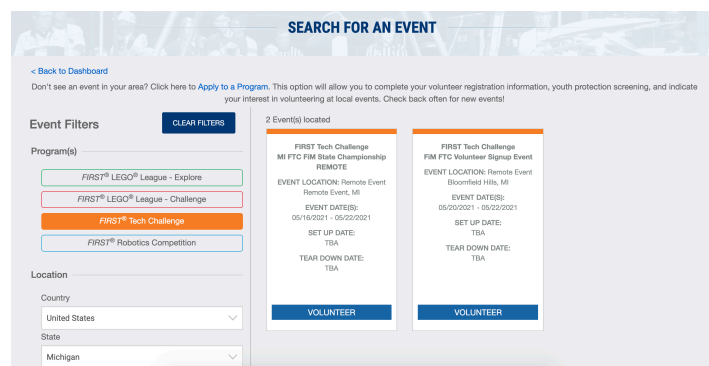 SEARCH FOR AN EVENT
< Back to Dashboard
Don't see an event in your area? Click here to Apply to a Program. This option will allow you to complete your volunteer registration information, youth protection screening, and indicate
your interest in volunteering at local events. Check back often for new events!
Event Filters
CLEAR FILTERS
Program(s)
FIRST® LEGO® League - Explore
FIRST® LEGO® League - Challenge
FIRST® Tech Challenge
FIRST® Robotics Competition
Location
Country
United States
State
Michigan
2 Event(s) located
FIRST Tech Challenge
MI FTC FiM State Championship
REMOTE
EVENT LOCATION: Remote Event
Remote Event, MI
EVENT DATE(S):
05/16/2021 - 05/22/2021
SET UP DATE:
TBA
TEAR DOWN DATE:
TBA
VOLUNTEER
FIRST Tech Challenge
FiM FTC Volunteer Signup Event
EVENT LOCATION: Remote Event
Bloomfield Hills, MI
EVENT DATE(S):
05/20/2021 - 05/22/2021
SET UP DATE:
TBA
TEAR DOWN DATE:
TBA
VOLUNTEER